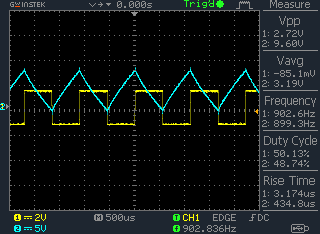 GWINSTEK 0.000s Trig'd Measure
Vpp
1: 2.72V
2: 9.60V
Vavg
1: -85.1mV
2: 3.19V
Frequency
1: 902.6Hz
2: 899.3Hz
Duty Cycle
1: 50.13%
2: 48.74%
Rise Time
1: 3.174us
2: 434.8us
1 2V M 500us T CH1 EDGE DC
2 5V f 902.836Hz